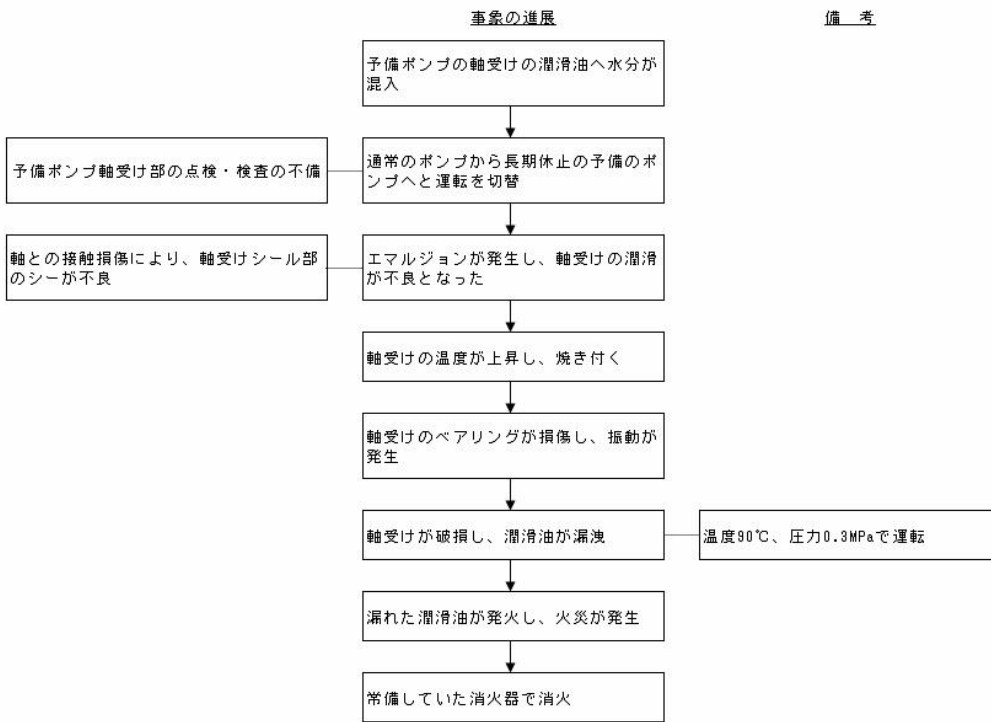 事象の進展
備　考
予備ポンプの軸受けの潤滑油へ水分が
混入
予備ポンプ軸受け部の点検・検査の不備
通常のポンプから長期休止の予備のポ
ンプへと運転を切替
軸との接触損傷により、軸受けシール部
のシーが不良
エマルジョンが発生し、軸受けの潤滑
が不良となった
軸受けの温度が上昇し、焼き付く
軸受けのベアリングが損傷し、振動が
発生
軸受けが破損し、潤滑油が漏洩
温度90℃、圧力0.3MPaで運転
漏れた潤滑油が発火し、火災が発生
常備していた消火器で消火